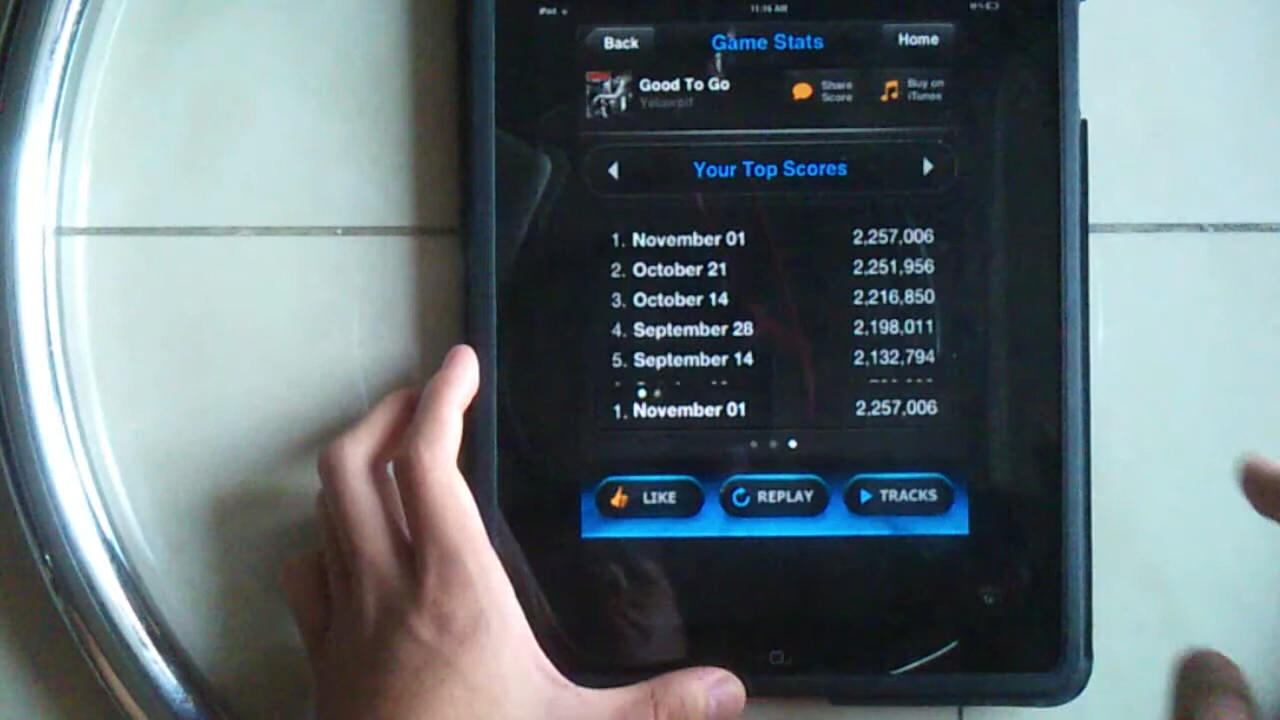 iPad
11:16 AM
Back
Game Stats
Home
Good To Go
Yelawolf
Share
Score
Buy on
iTunes
Your Top Scores
1. November 01 2,257,006
2. October 21 2,251,956
3. October 14 2,216,850
4. September 28 2,198,011
5. September 14 2,132,794
1. November 01 2,257,006
LIKE
REPLAY
TRACKS